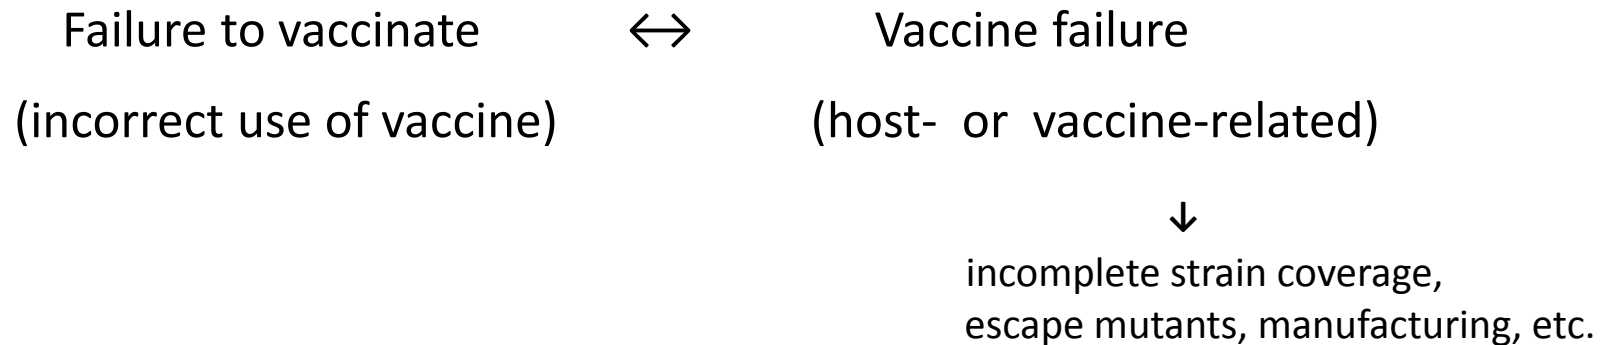 Failure to vaccinate ↔ Vaccine failure
(incorrect use of vaccine) (host- or vaccine-related)
↓
incomplete strain coverage,
escape mutants, manufacturing, etc.